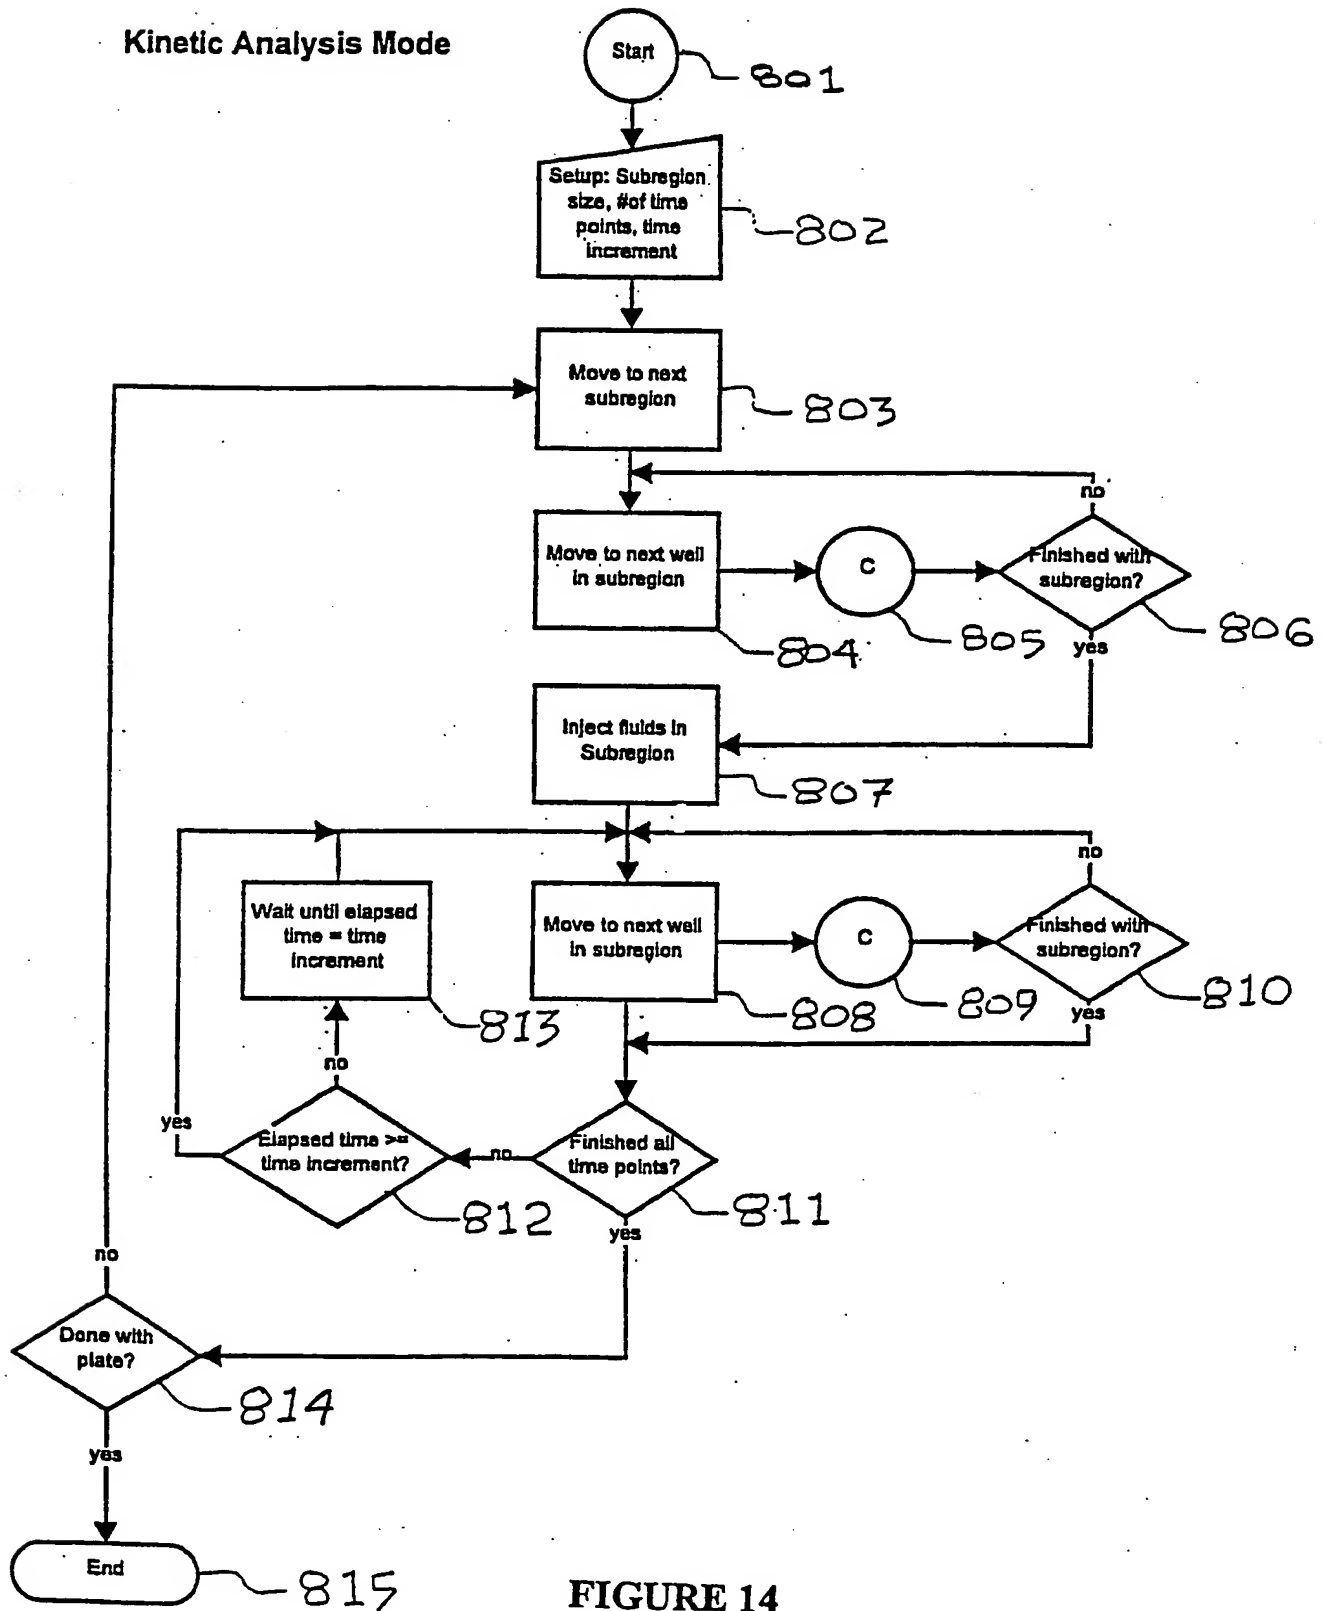 Kinetic Analysis Mode
Start
801
Setup: Subregion
size, #of time
points, time
increment
802
Move to next
subregion
803
no
Move to next well
in subregion
C
Finished with
subregion?
804
805
806
yes
Inject fluids in
Subregion
807
no
Wait until elapsed
time = time
increment
Move to next well
in subregion
C
Finished with
subregion?
813
808
809
810
yes
no
yes
Elapsed time >=
time increment?
no
Finished all
time points?
812
811
yes
no
Done with
plate?
814
yes
End
815
FIGURE 14